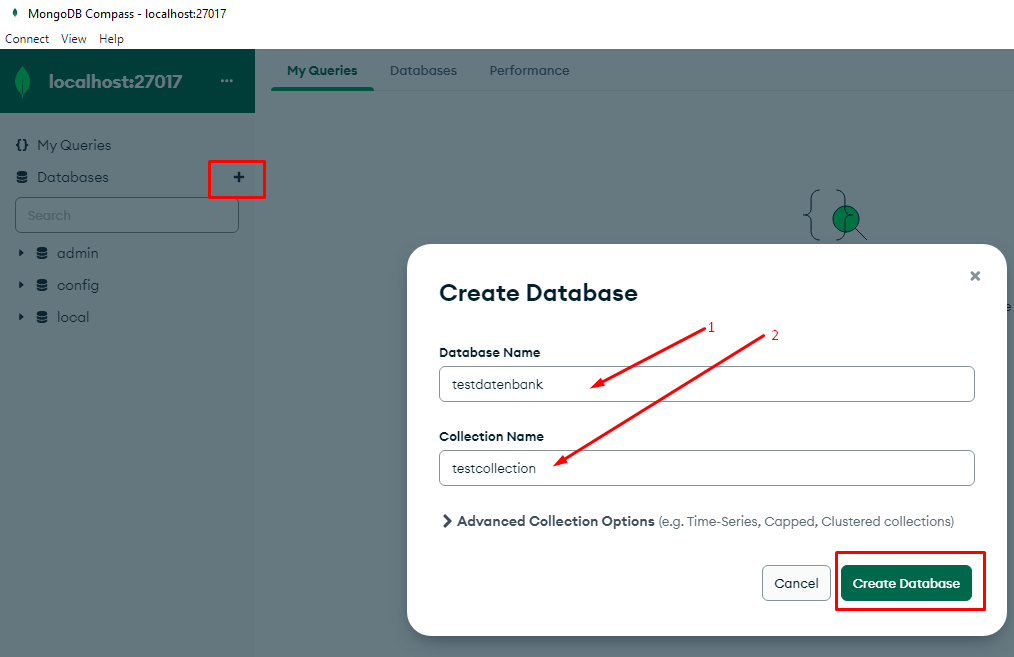 MongoDB Compass - localhost:27017
Connect View Help
localhost:27017 ...
My Queries Databases Performance
{} My Queries
Databases +
Search
admin
config
local
Create Database
1
2
Database Name
testdatenbank
Collection Name
testcollection
Advanced Collection Options (e.g. Time-Series, Capped, Clustered collections)
Cancel Create Database